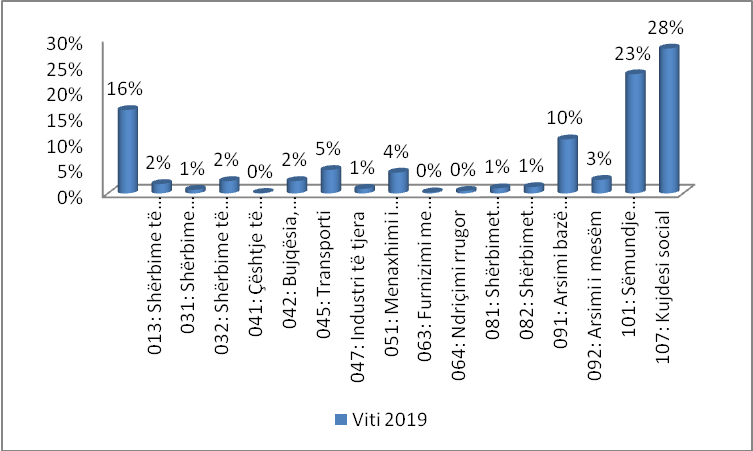 30%
25%
20%
15%
10%
5%
0%
16%
2%
1%
2%
0%
2%
5%
1%
4%
0%
0%
1%
1%
10%
3%
23%
28%
013: Shërbime të...
031: Shërbime...
032: Shërbime të...
041: Çështje të...
042: Bujqësia,...
045: Transporti
047: Industri të tjera
051: Menaxhimi i...
063: Furnizimi me...
064: Ndriçimi rrugor
081: Shërbimet...
082: Shërbimet...
091: Arsimi bazë...
092: Arsimi i mesëm
101: Sëmundje...
107: Kujdesi social
Viti 2019